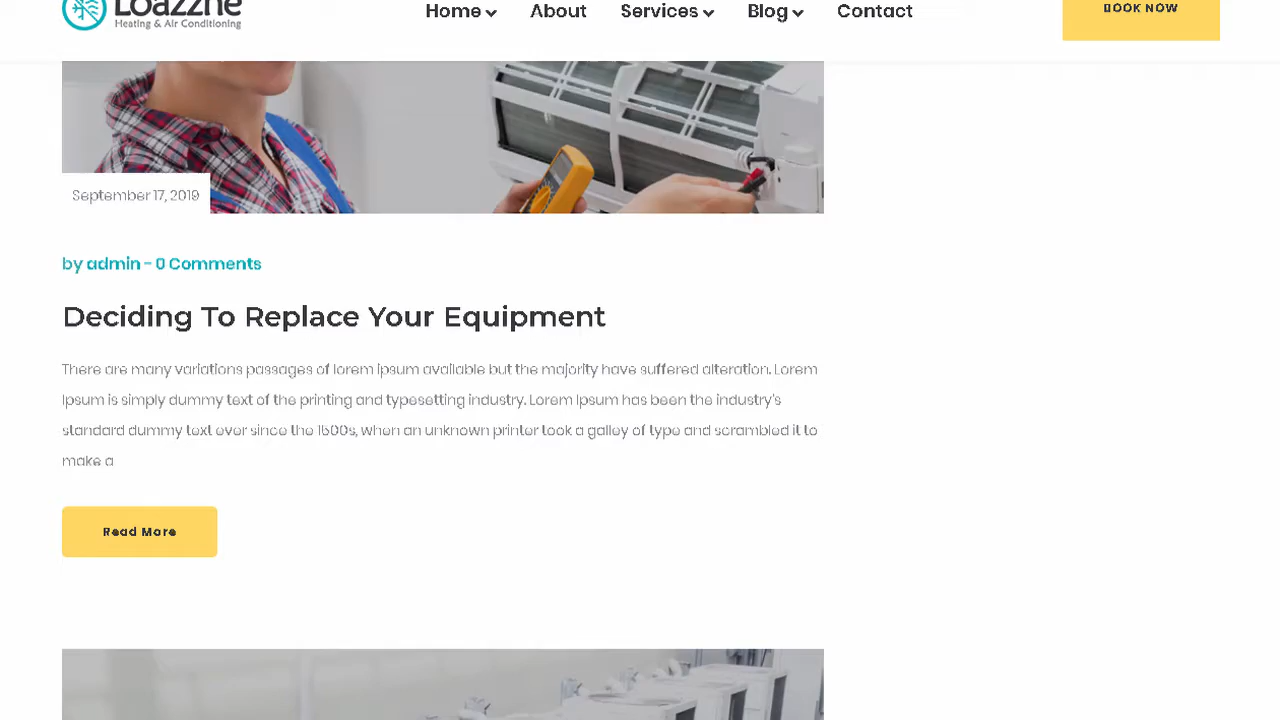 Loazzne
Heating & Air Conditioning
Home
About
Services
Blog
Contact
BOOK NOW
September 17, 2019
by admin - 0 Comments
Deciding To Replace Your Equipment
There are many variations passages of lorem ipsum available but the majority have suffered alteration. Lorem
Ipsum is simply dummy text of the printing and typesetting industry. Lorem Ipsum has been the industry's
standard dummy text ever since the 1500s, when an unknown printer took a galley of type and scrambled it to
make a
Read More